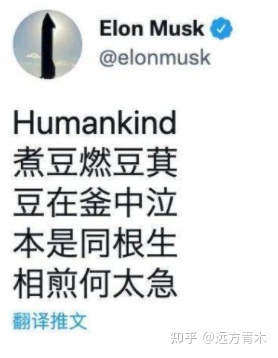 Elon Musk
@elonmusk
Humankind
煮豆燃豆萁
豆在釜中泣
本是同根生
相煎何太急
翻译推文
知乎 @远方青木